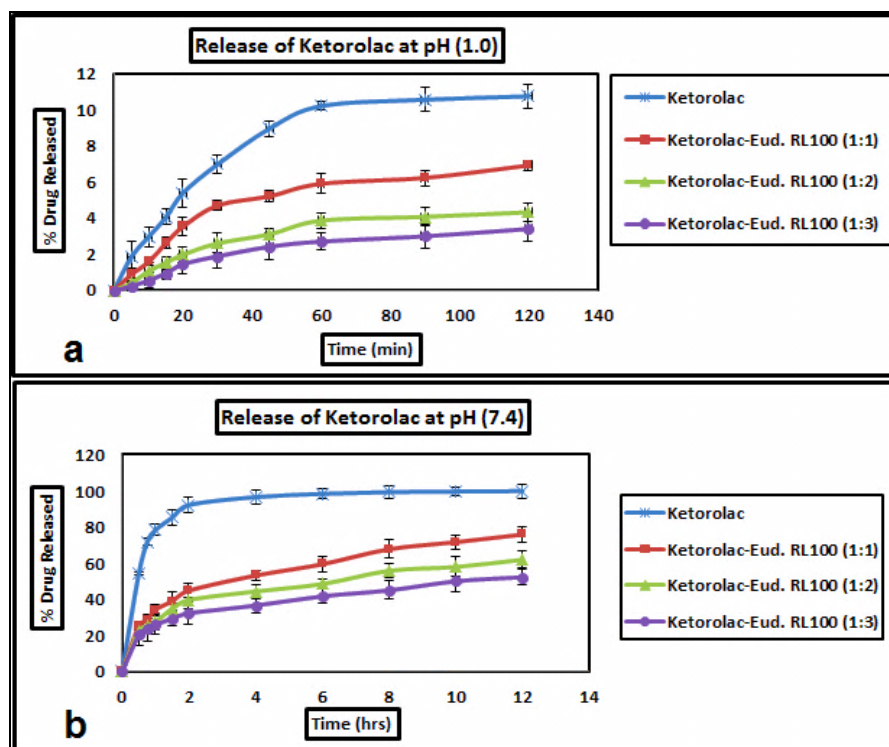 Release of Ketorolac at pH (1.0)
% Drug Released
12
10
8
6
4
2
0
0 20 40 60 80 100 120 140
Time (min)
Ketorolac
Ketorolac-Eud. RL100 (1:1)
Ketorolac-Eud. RL100 (1:2)
Ketorolac-Eud. RL100 (1:3)
a
Release of Ketorolac at pH (7.4)
% Drug Released
120
100
80
60
40
20
0
0 2 4 6 8 10 12 14
Time (hrs)
Ketorolac
Ketorolac-Eud. RL100 (1:1)
Ketorolac-Eud. RL100 (1:2)
Ketorolac-Eud. RL100 (1:3)
b